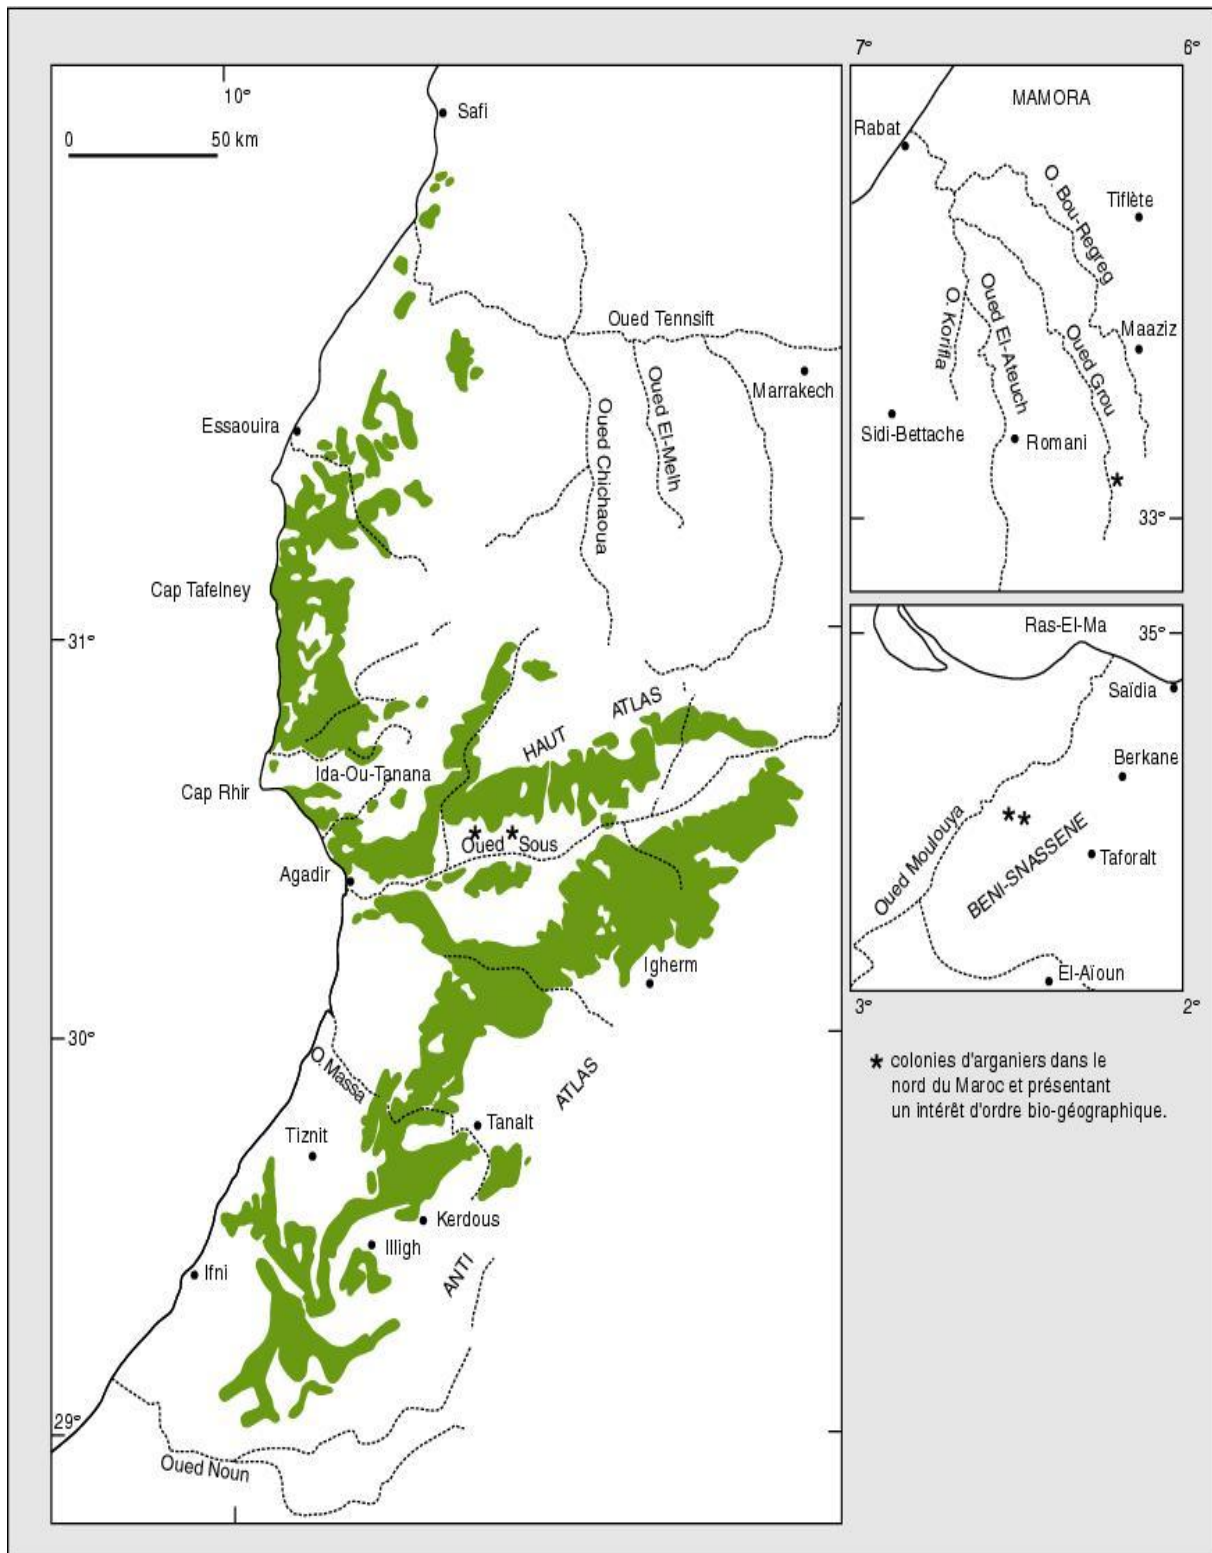 10°
0
50 km
Safi
Oued Tennsift
Marrakech
Essaouira
Oued Chichaoua
Oued El-Melh
Cap Tafelney
31°
HAUT
ATLAS
Ida-Ou-Tanana
Cap Rhir
Oued Sous
Agadir
Igherm
30°
O. Massa
ATLAS
Tanalt
Tiznit
Kerdous
Illigh
Ifni
ANTI
29°
Oued Noun
7°
6°
MAMORA
Rabat
O. Bou-Regreg
Tiflète
O. Korifla
Oued El-Ateuch
Oued Grou
Maaziz
Sidi-Bettache
Romani
33°
Ras-El-Ma
35°
Saïdia
Berkane
Oued Moulouya
BENI-SNASSENE
Taforalt
El-Aïoun
3°
2°
* colonies d'arganiers dans le
nord du Maroc et présentant
un intérêt d'ordre bio-géographique.